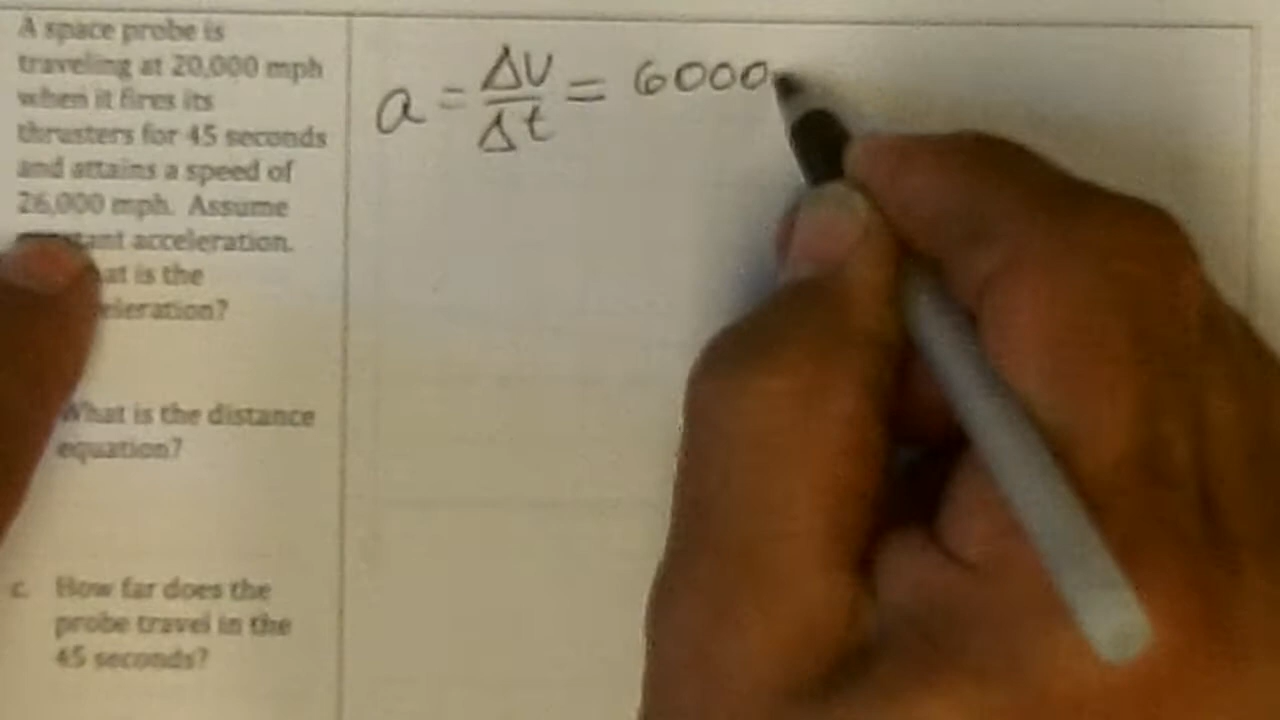 A space probe is
traveling at 20,000 mph
when it fires its
thrusters for 45 seconds
and attains a speed of
26,000 mph. Assume
acceleration.
is the
What is the distance
equation?
c. How far does the
probe travel in the
45 seconds?
a = ΔV/Δt = 6000